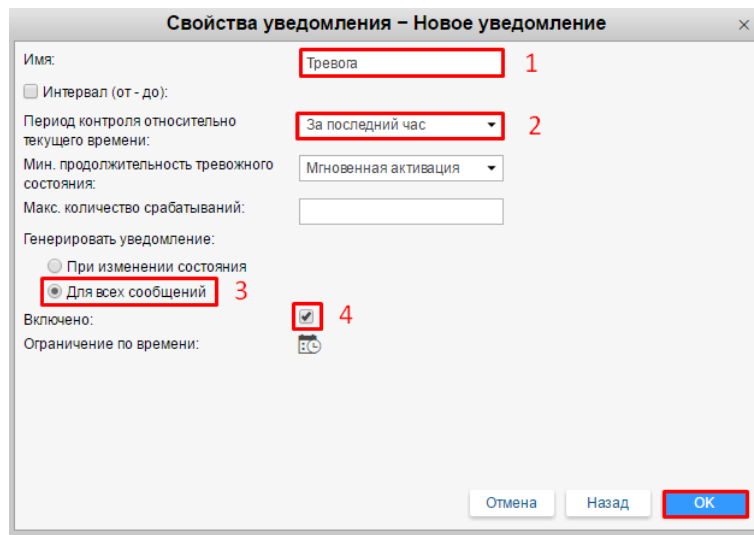 Свойства уведомления – Новое уведомление ×
Имя: Тревога 1
Интервал (от - до):
Период контроля относительно
текущего времени: За последний час 2
Мин. продолжительность тревожного
состояния: Мгновенная активация
Макс. количество срабатываний:
Генерировать уведомление:
При изменении состояния
Для всех сообщений 3
Включено: 4
Ограничение по времени:
Отмена Назад OK